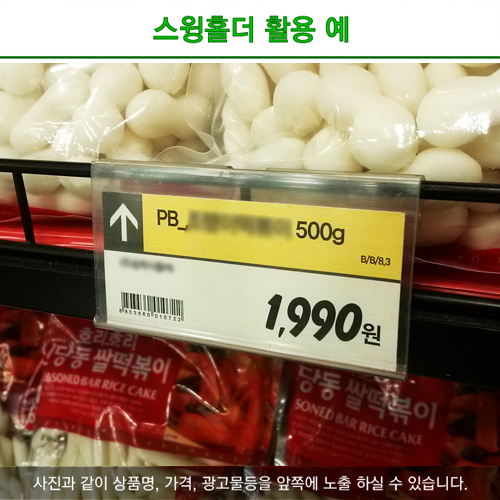 스윙홀더 활용 예
PB_ 500g
B/B/8,3
8803680010722
1,990원
호리호리
당동 쌀떡볶이
SONED BAR RICE CAKE
당동 쌀떡볶이
SONED BAR RICE CAKE
사진과 같이 상품명, 가격, 광고물등을 앞쪽에 노출 하실 수 있습니다.